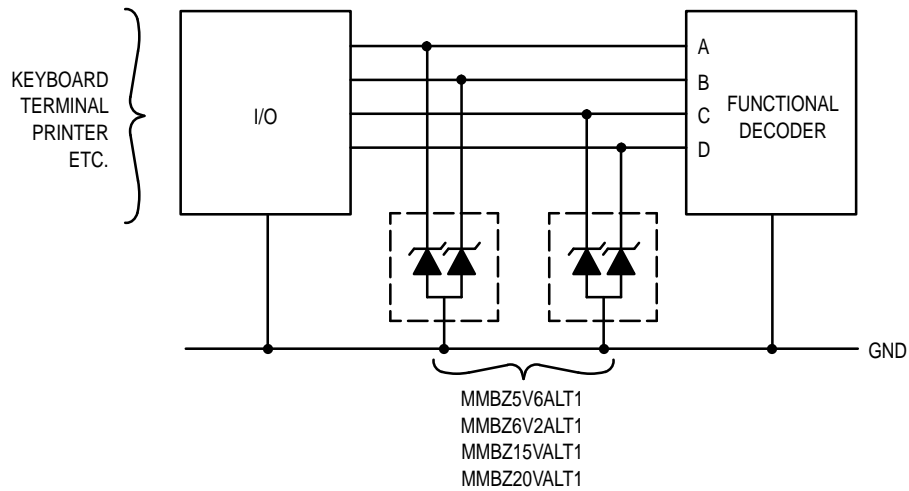 KEYBOARD
TERMINAL
PRINTER
ETC.
I/O
A
B
C
D
FUNCTIONAL
DECODER
GND
MMBZ5V6ALT1
MMBZ6V2ALT1
MMBZ15VALT1
MMBZ20VALT1